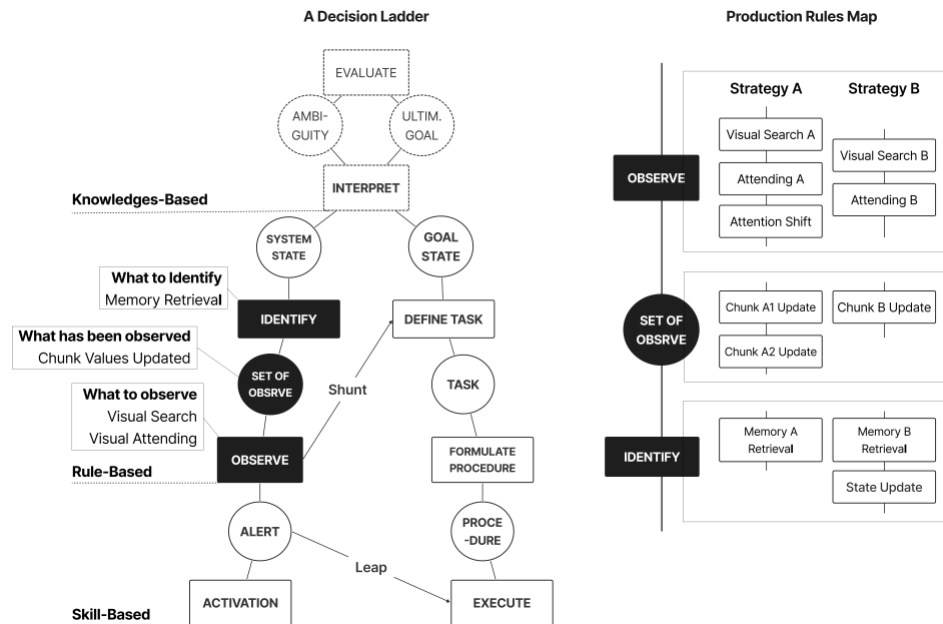 A Decision Ladder
EVALUATE
AMBI-
GUITY
ULTIM.
GOAL
INTERPRET
Knowledges-Based
SYSTEM
STATE
GOAL
STATE
What to Identify
Memory Retrieval
IDENTIFY
DEFINE TASK
What has been observed
Chunk Values Updated
SET OF
OBSRVE
Shunt
TASK
What to observe
Visual Search
Visual Attending
OBSERVE
FORMULATE
PROCEDURE
Rule-Based
ALERT
PROCE
-DURE
Leap
ACTIVATION
EXECUTE
Skill-Based
Production Rules Map
Strategy A
Strategy B
OBSERVE
Visual Search A
Attending A
Attention Shift
Visual Search B
Attending B
SET OF
OBSRVE
Chunk A1 Update
Chunk A2 Update
Chunk B Update
IDENTIFY
Memory A
Retrieval
Memory B
Retrieval
State Update